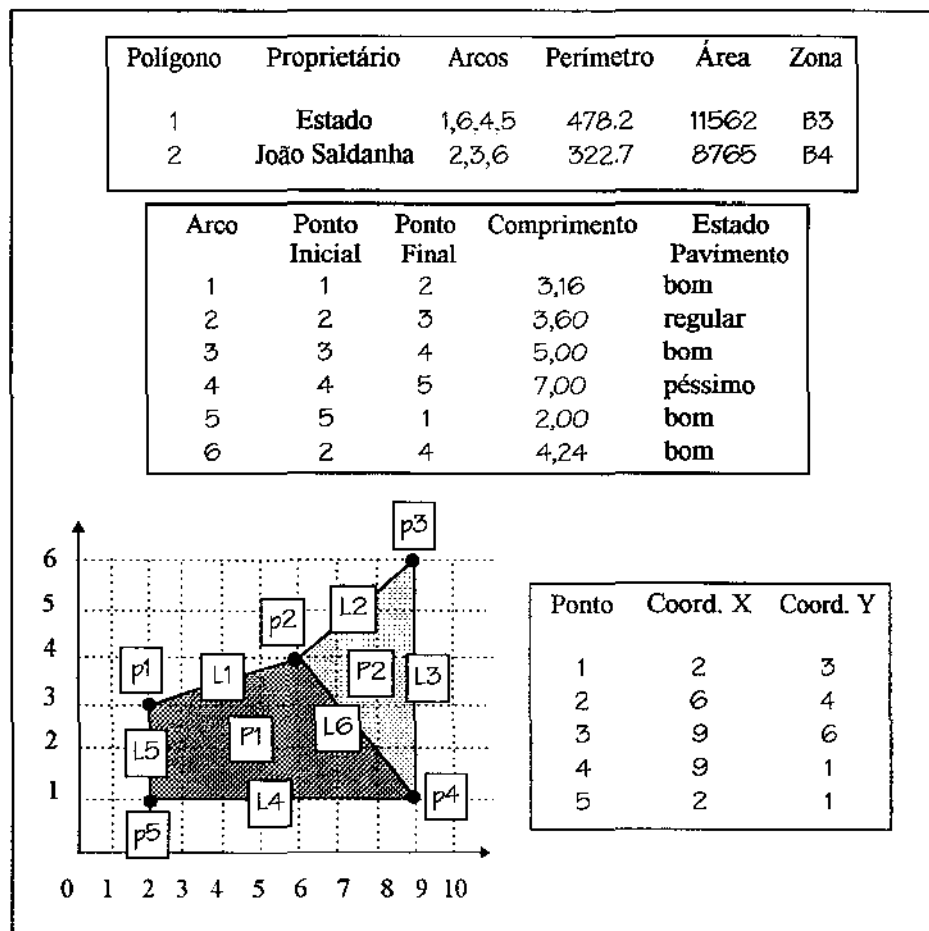 Polígono Proprietário Arcos Perímetro Área Zona
1 Estado 1,6,4,5 478.2 11562 B3
2 João Saldanha 2,3,6 322.7 8765 B4
Arco Ponto Ponto Comprimento Estado
Inicial Final Pavimento
1 1 2 3,16 bom
2 2 3 3,60 regular
3 3 4 5,00 bom
4 4 5 7,00 péssimo
5 5 1 2,00 bom
6 2 4 4,24 bom
p3
6
5 L2
p2
4
p1 L1 P2 L3
3
2 L5 P1 L6
1 L4 p4
p5
0 1 2 3 4 5 6 7 8 9 10
Ponto Coord. X Coord. Y
1 2 3
2 6 4
3 9 6
4 9 1
5 2 1